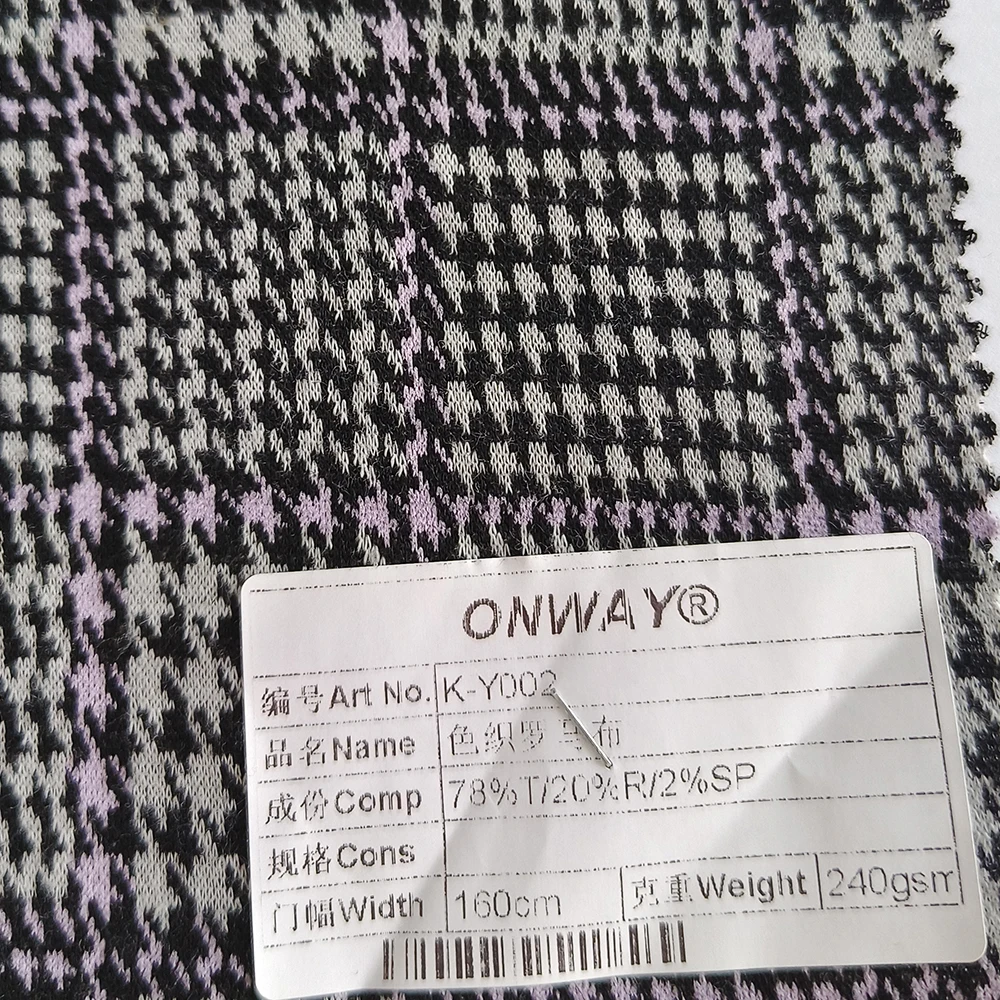 ONWAY®
编号Art No. K-Y002
品名Name 色织罗马布
成份Comp 78%T/20%R/2%SP
规格Cons
门幅Width 160cm 克重Weight 240gsm